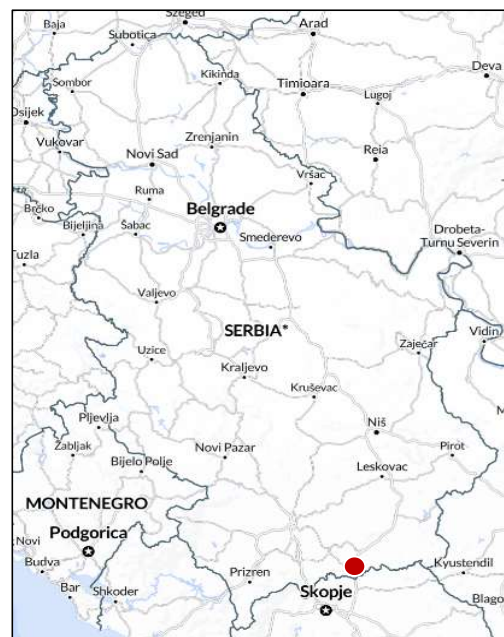 Szeged
Baja
Subotica
Arad
Deva
Sombor
Kikinda
Timioara
Lugoj
Osijek
Vukovar
Zrenjanin
Novi Sad
Reia
Vršac
Ruma
Brčko
Bijeljina
Šabac
Belgrade
Smederevo
Drobeta-
Turnu Severin
Tuzla
Valjevo
SERBIA*
Vidin
Zaječar
Uzice
Kraljevo
Kruševac
Pljevlja
Niš
Žabljak
Bijelo Polje
Novi Pazar
Pirot
Leskovac
MONTENEGRO
Podgorica
Novi
Budva
Bar
Shkoder
Prizren
Skopje
Kyustendil
Blago